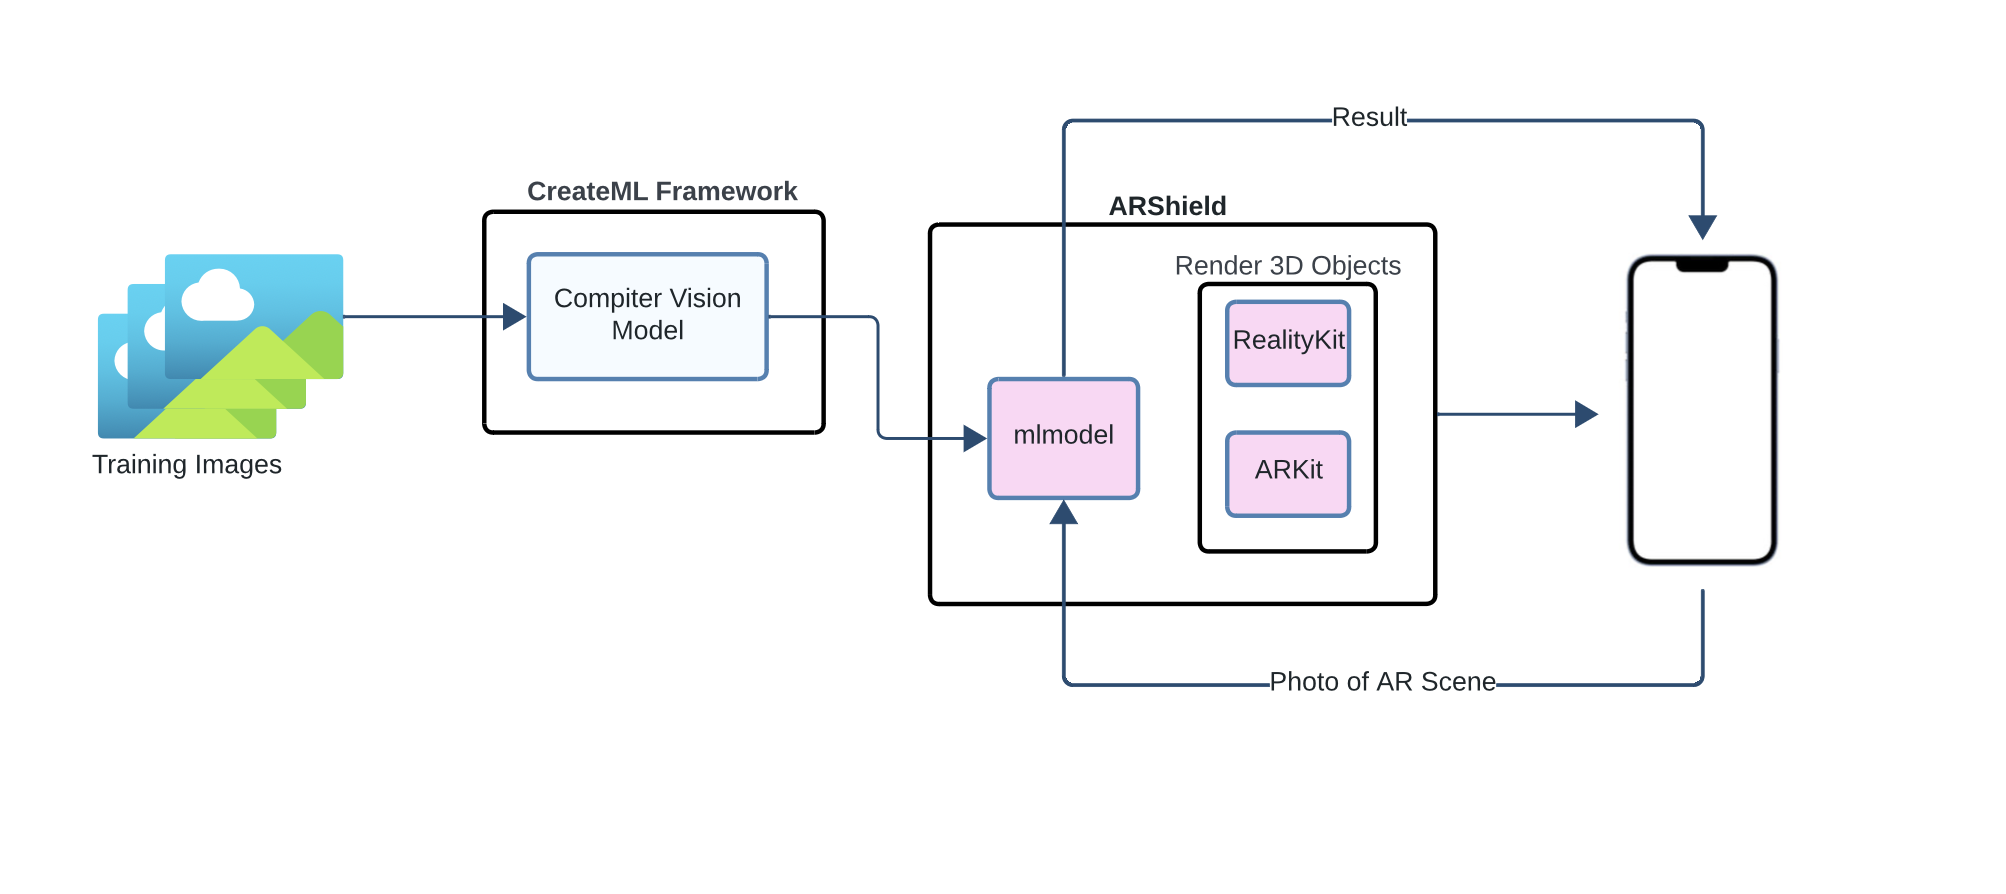 Result
CreateML Framework
ARShield
Render 3D Objects
Compiter Vision
Model
RealityKit
mlmodel
ARKit
Training Images
Photo of AR Scene